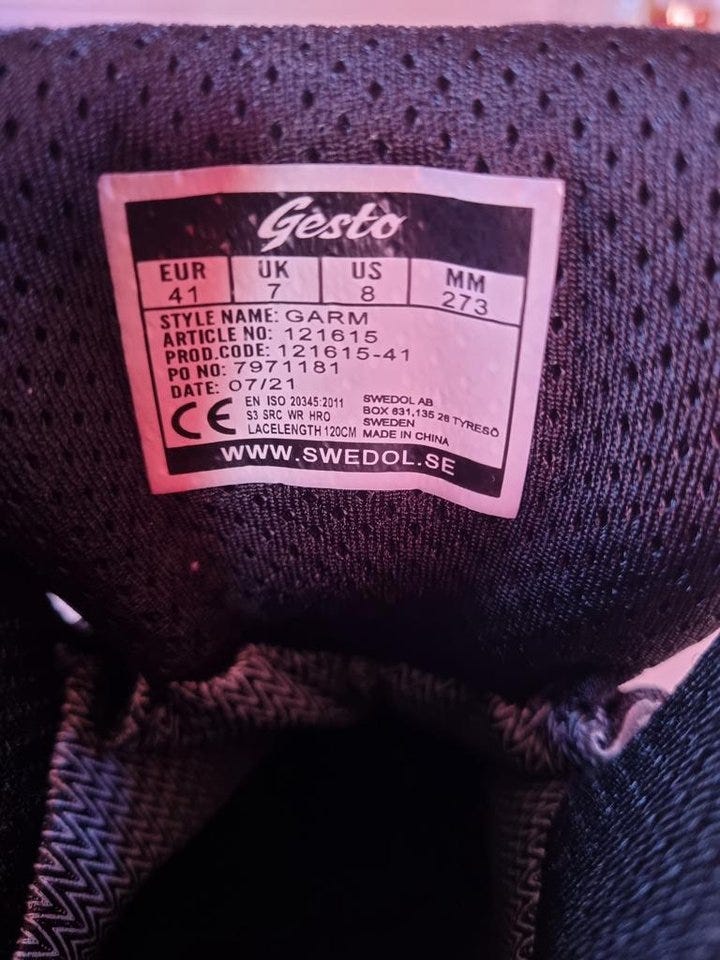 Gesto
EUR UK US MM
41 7 8 273
STYLE NAME: GARM
ARTICLE NO: 121615
PROD.CODE: 121615-41
PO NO: 7971181
DATE: 07/21
CE
EN ISO 20345:2011
S3 SRC WR HRO
LACELENGTH 120CM
SWEDOL AB
BOX 631,135 26 TYRESÖ
SWEDEN
MADE IN CHINA
WWW.SWEDOL.SE